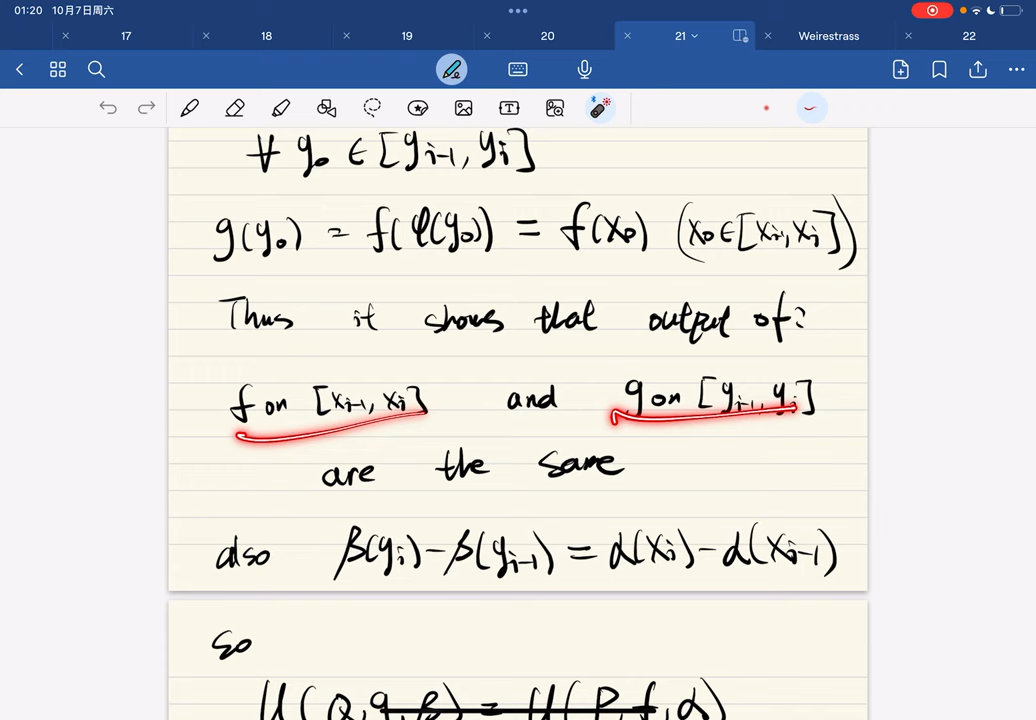 01:20 10月7日周六
17 18 19 20 21 Weirestrass 22
T
∀ y₀ ∈ [yᵢ₋₁, yᵢ]
g(y₀) = f(φ(y₀)) = f(x₀) (x₀ ∈ [xᵢ₋₁, xᵢ])
Thus it shows that output of:
f on [xᵢ₋₁, xᵢ] and g on [yᵢ₋₁, yᵢ]
are the same
also β(yᵢ) - β(yᵢ₋₁) = α(xᵢ) - α(xᵢ₋₁)
so
U(Q, g, β) = U(P, f, α)